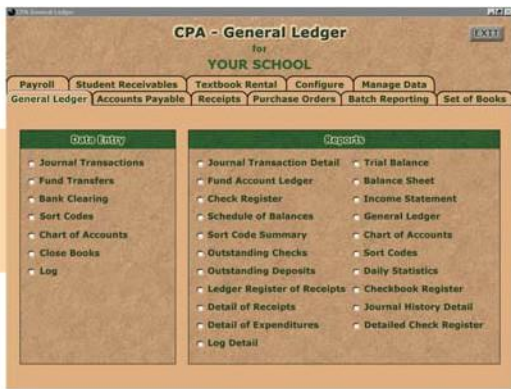 CPA General Ledger
CPA - General Ledger
EXIT
for
YOUR SCHOOL
Payroll Student Receivables Textbook Rental Configure Manage Data
General Ledger Accounts Payable Receipts Purchase Orders Batch Reporting Set of Books
Data Entry
Journal Transactions
Fund Transfers
Bank Clearing
Sort Codes
Chart of Accounts
Close Books
Log
Reports
Journal Transaction Detail
Fund Account Ledger
Check Register
Schedule of Balances
Sort Code Summary
Outstanding Checks
Outstanding Deposits
Ledger Register of Receipts
Detail of Receipts
Detail of Expenditures
Log Detail
Trial Balance
Balance Sheet
Income Statement
General Ledger
Chart of Accounts
Sort Codes
Daily Statistics
Checkbook Register
Journal History Detail
Detailed Check Register